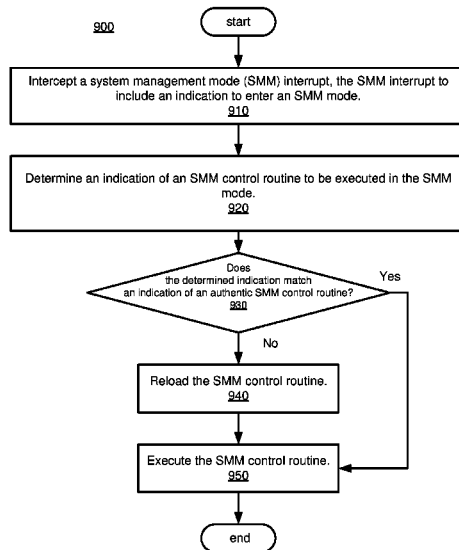 900
start
Intercept a system management mode (SMM) interrupt, the SMM interrupt to
include an indication to enter an SMM mode.
910
Determine an indication of an SMM control routine to be executed in the SMM
mode.
920
Does
the determined indication match
an indication of an authentic SMM control routine?
930
Yes
No
Reload the SMM control routine.
940
Execute the SMM control routine.
950
end